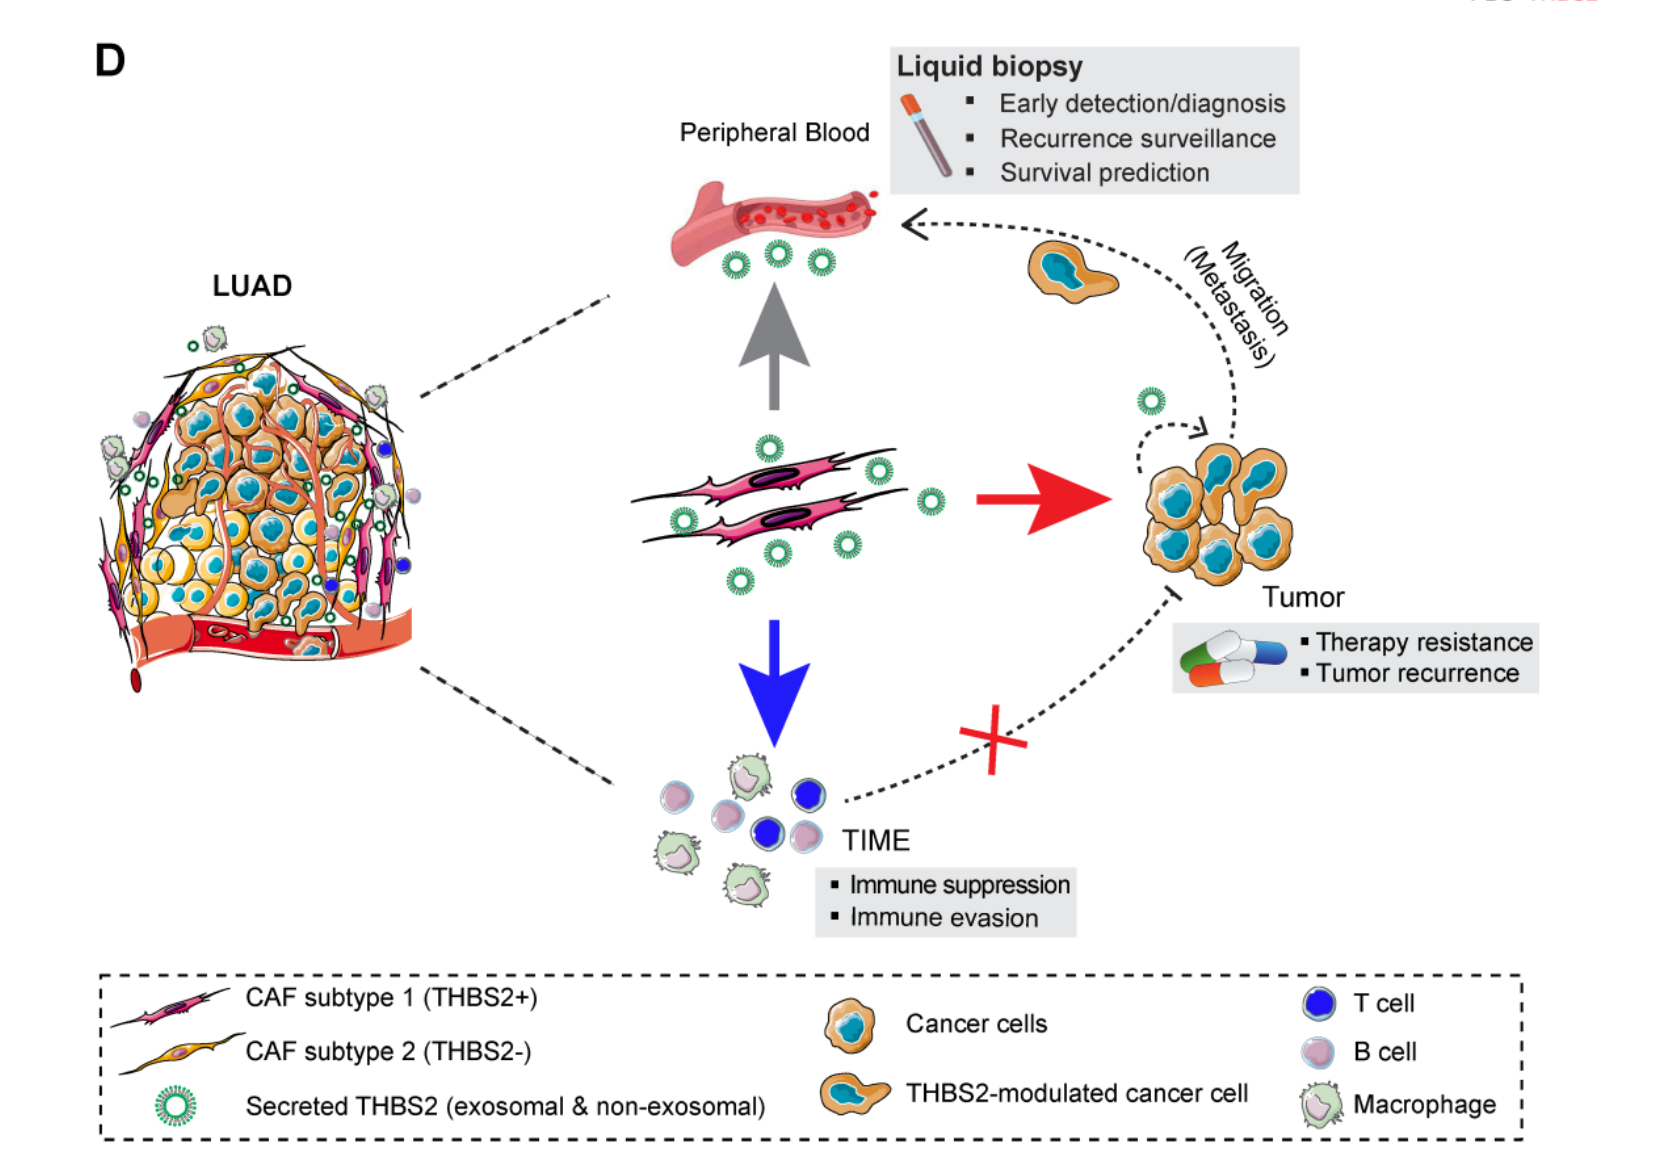 D
Liquid biopsy
▪ Early detection/diagnosis
▪ Recurrence surveillance
▪ Survival prediction
Peripheral Blood
Migration
(Metastasis)
LUAD
Tumor
▪ Therapy resistance
▪ Tumor recurrence
TIME
▪ Immune suppression
▪ Immune evasion
CAF subtype 1 (THBS2+)
CAF subtype 2 (THBS2-)
Secreted THBS2 (exosomal & non-exosomal)
Cancer cells
THBS2-modulated cancer cell
T cell
B cell
Macrophage